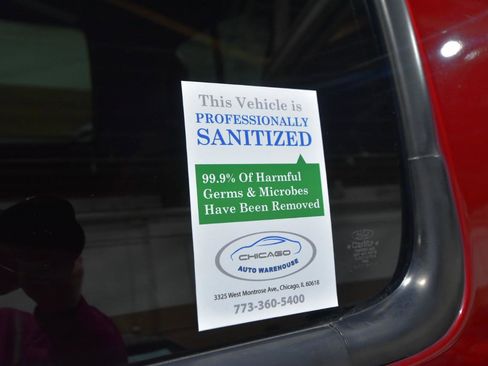 This Vehicle is
PROFESSIONALLY
SANITIZED
99.9% Of Harmful
Germs & Microbes
Have Been Removed
CHICAGO
AUTO WAREHOUSE
3325 West Montrose Ave., Chicago, Il, 60618
773-360-5400